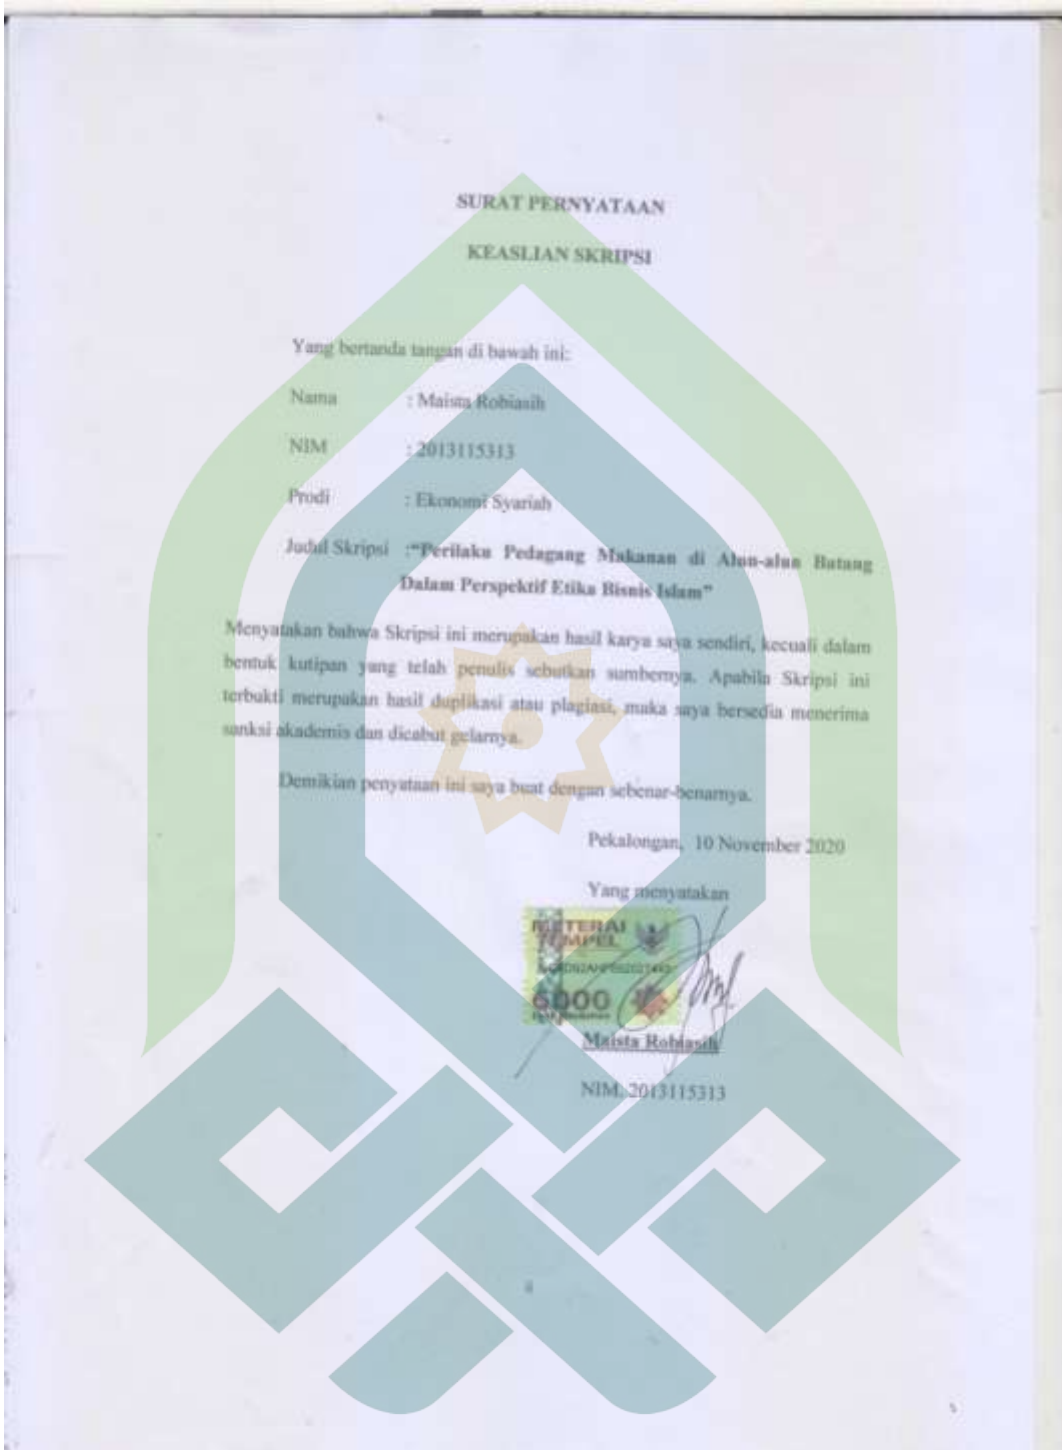 SURAT PERNYATAAN
KEASLIAN SKRIPSI
Yang bertanda tangan di bawah ini:
Nama : Maista Robiasih
NIM : 2013115313
Prodi : Ekonomi Syariah
Judul Skripsi :“Perilaku Pedagang Makanan di Alun-alun Batang
Dalam Perspektif Etika Bisnis Islam”
Menyatakan bahwa Skripsi ini merupakan hasil karya saya sendiri, kecuali dalam
bentuk kutipan yang telah penulis sebutkan sumbernya. Apabila Skripsi ini
terbukti merupakan hasil duplikasi atau plagiasi, maka saya bersedia menerima
sanksi akademis dan dicabut gelarnya.
Demikian penyataan ini saya buat dengan sebenar-benarnya.
Pekalongan, 10 November 2020
Yang menyatakan
METERAI
TEMPEL
6000
Maista Robiasih
NIM. 2013115313
ii